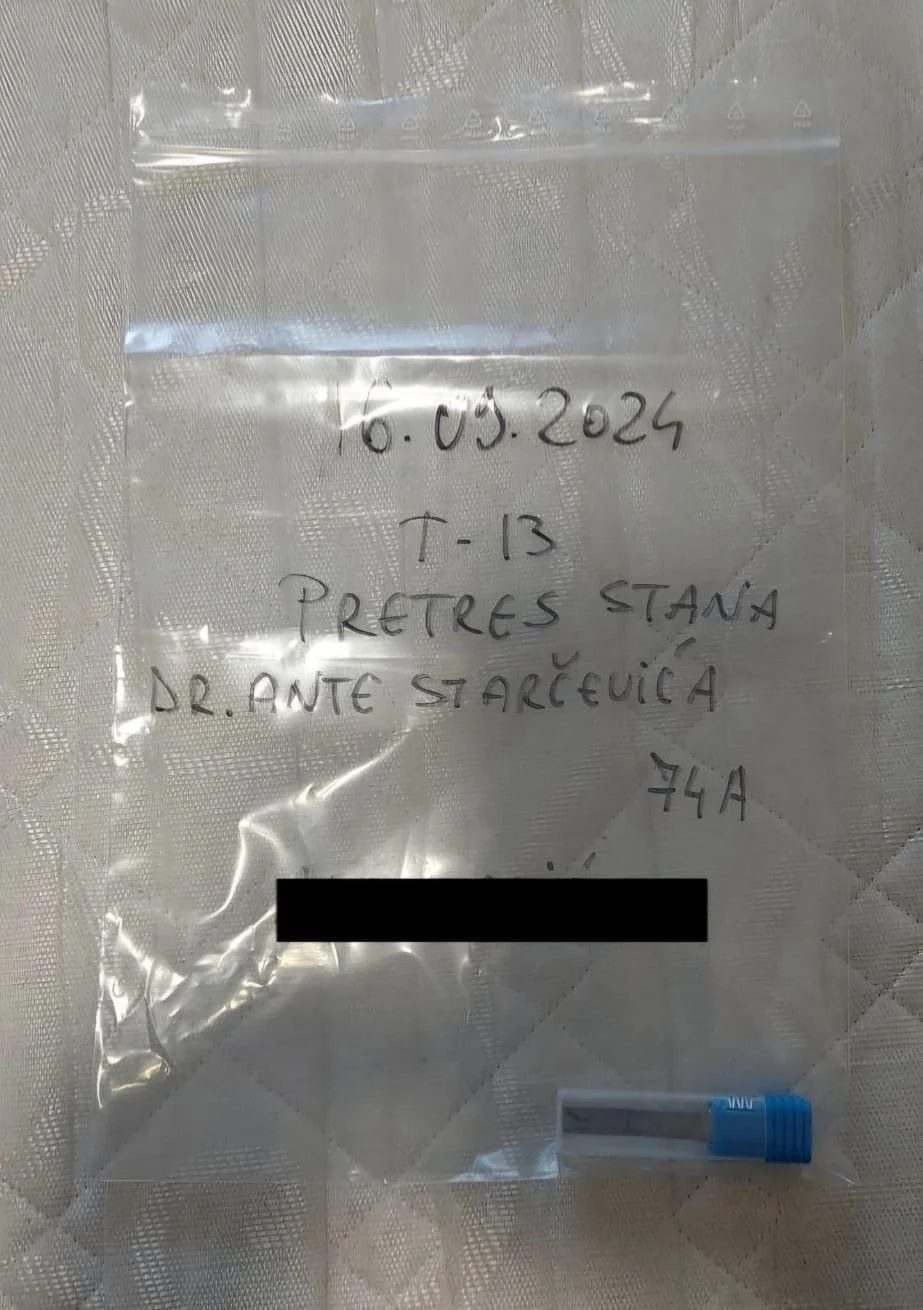 16.09.2024
T-13
PRETRES STANA
DR. ANTE STARČEVIĆA
74A